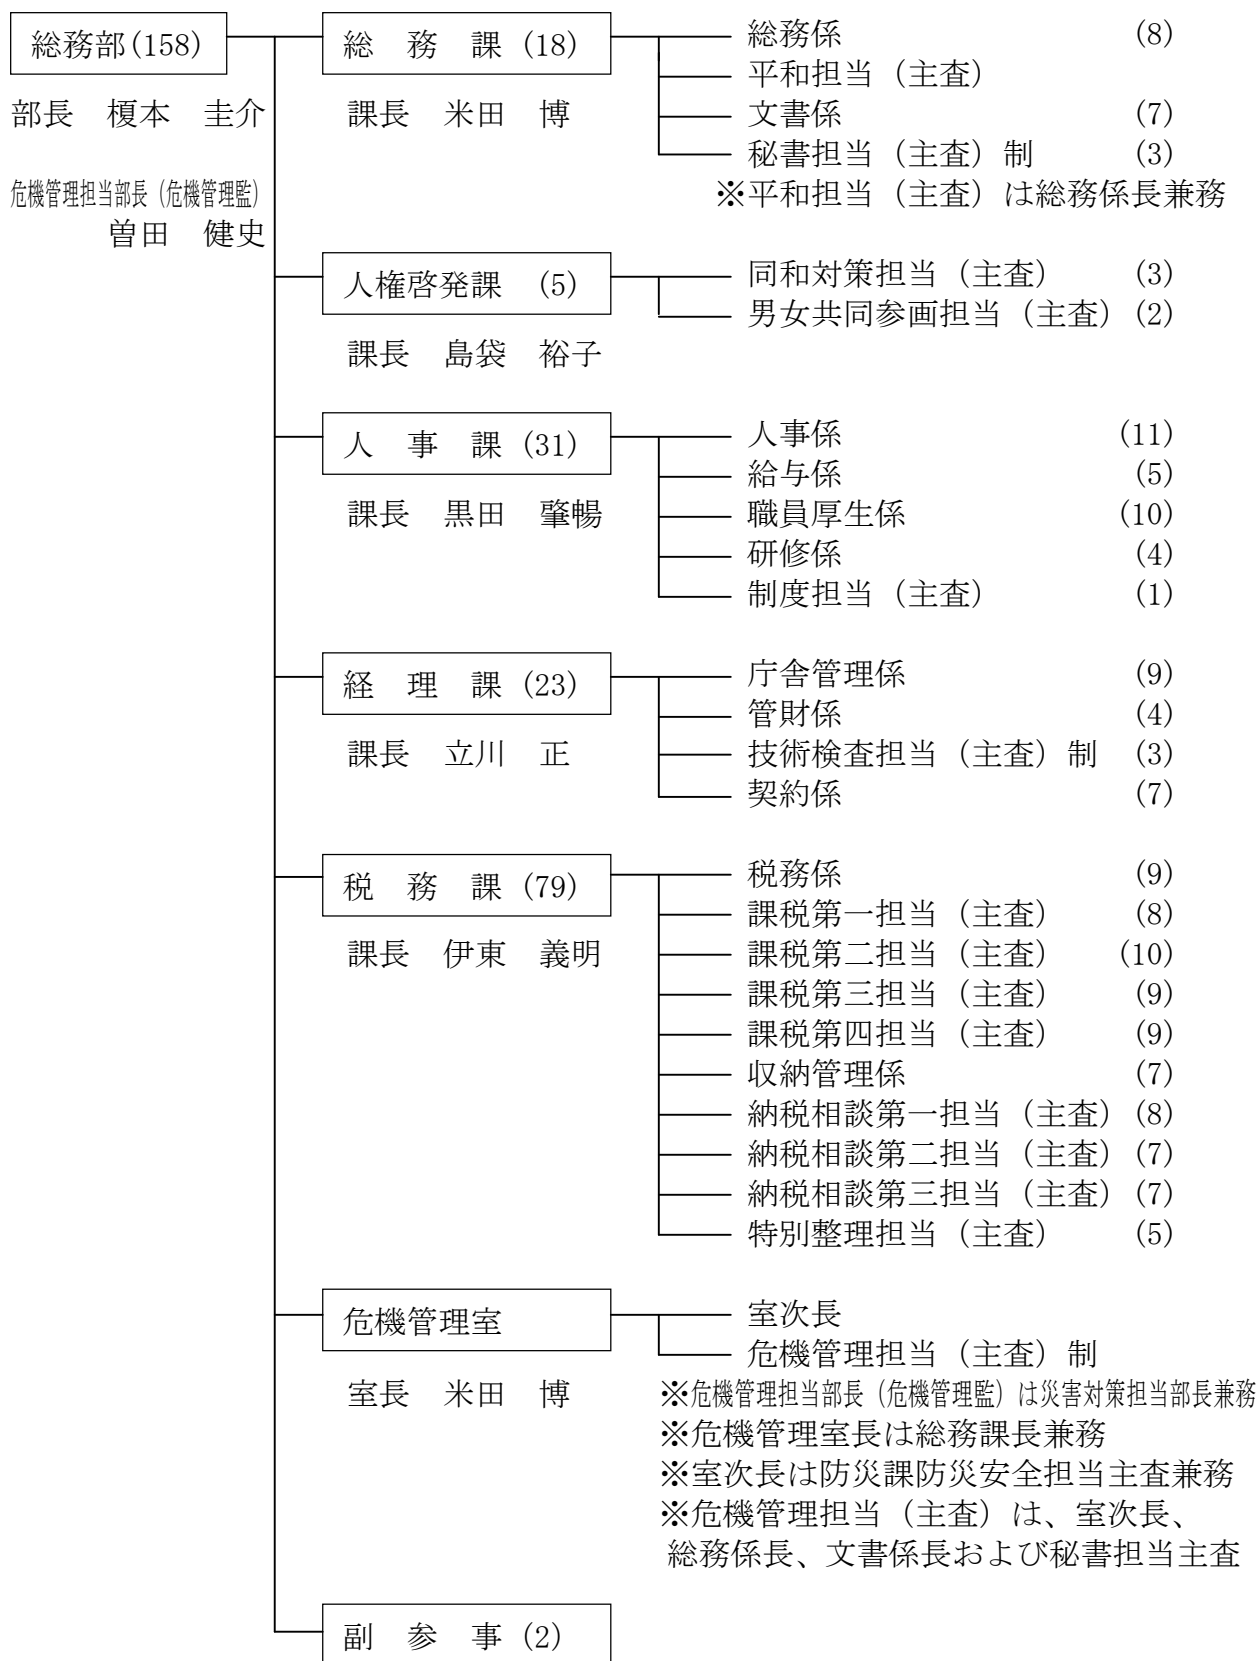 総務部(158)
部長　榎本　圭介
危機管理担当部長（危機管理監）
曽田　健史
総　務　課 (18)
課長　米田　博
総務係 (8)
平和担当（主査）
文書係 (7)
秘書担当（主査）制 (3)
※平和担当（主査）は総務係長兼務
人権啓発課 (5)
課長　島袋　裕子
同和対策担当（主査） (3)
男女共同参画担当（主査） (2)
人　事　課 (31)
課長　黒田　肇暢
人事係 (11)
給与係 (5)
職員厚生係 (10)
研修係 (4)
制度担当（主査） (1)
経　理　課 (23)
課長　立川　正
庁舎管理係 (9)
管財係 (4)
技術検査担当（主査）制 (3)
契約係 (7)
税　務　課 (79)
課長　伊東　義明
税務係 (9)
課税第一担当（主査） (8)
課税第二担当（主査） (10)
課税第三担当（主査） (9)
課税第四担当（主査） (9)
収納管理係 (7)
納税相談第一担当（主査） (8)
納税相談第二担当（主査） (7)
納税相談第三担当（主査） (7)
特別整理担当（主査） (5)
危機管理室
室長　米田　博
室次長
危機管理担当（主査）制
※危機管理担当部長（危機管理監）は災害対策担当部長兼務
※危機管理室長は総務課長兼務
※室次長は防災課防災安全担当主査兼務
※危機管理担当（主査）は、室次長、
総務係長、文書係長および秘書担当主査
副　参　事 (2)